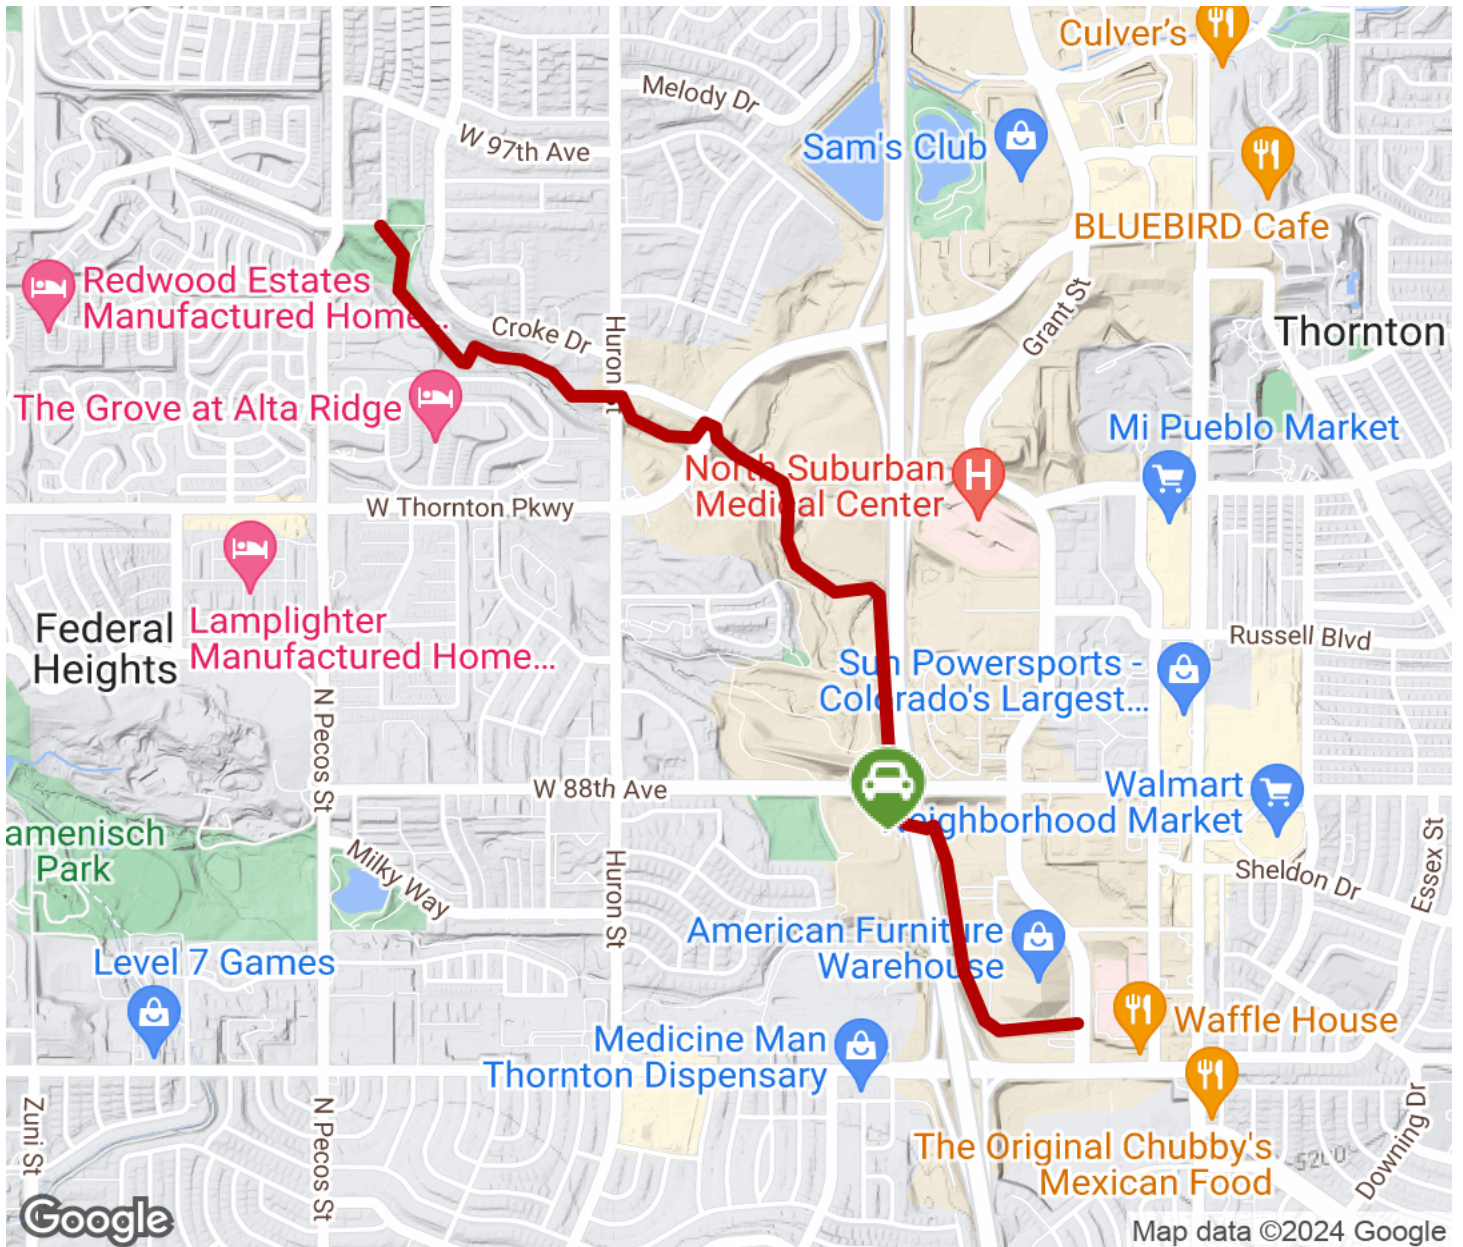 Culver's
Melody Dr
W 97th Ave
Sam's Club
BLUEBIRD Cafe
Redwood Estates
Manufactured Home...
Croke Dr
Huron St
Grant St
Thornton
The Grove at Alta Ridge
Mi Pueblo Market
North Suburban
Medical Center
W Thornton Pkwy
Federal
Heights
Lamplighter
Manufactured Home...
Russell Blvd
Sun Powersports -
Colorado's Largest...
N Pecos St
W 88th Ave
Walmart
Neighborhood Market
amenisch
Park
Milky Way
Huron St
Sheldon Dr
Essex St
American Furniture
Warehouse
Level 7 Games
Waffle House
Medicine Man
Thornton Dispensary
Zuni St
N Pecos St
The Original Chubby's
Mexican Food
5200
Downing Dr
Google
Map data ©2024 Google